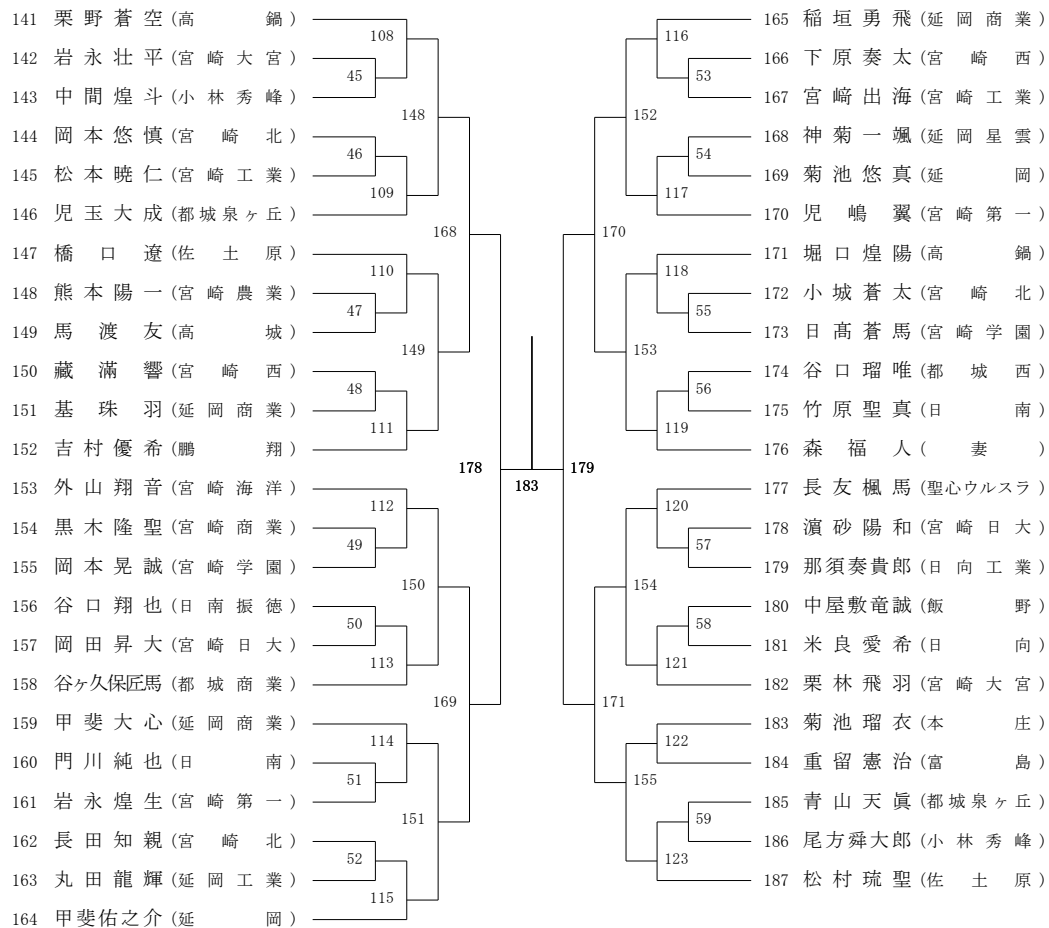 141 栗野蒼空(高鍋)
142 岩永壮平(宮崎大宮)
143 中間煌斗(小林秀峰)
144 岡本悠慎(宮崎北)
145 松本暁仁(宮崎工業)
146 児玉大成(都城泉ヶ丘)
147 橋口遼(佐土原)
148 熊本陽一(宮崎農業)
149 馬渡友(高城)
150 藏滿響(宮崎西)
151 基珠羽(延岡商業)
152 吉村優希(鵬翔)
153 外山翔音(宮崎海洋)
154 黒木隆聖(宮崎商業)
155 岡本晃誠(宮崎学園)
156 谷口翔也(日南振徳)
157 岡田昇大(宮崎日大)
158 谷ヶ久保匠馬(都城商業)
159 甲斐大心(延岡商業)
160 門川純也(日南)
161 岩永煌生(宮崎第一)
162 長田知親(宮崎北)
163 丸田龍輝(延岡工業)
164 甲斐佑之介(延岡)
108
45
148
46
109
168
110
47
149
48
111
178
112
49
150
50
113
169
114
51
151
52
115
183
179
116
53
152
54
117
170
118
55
153
56
119
120
57
154
58
121
171
122
155
59
123
165 稲垣勇飛(延岡商業)
166 下原奏太(宮崎西)
167 宮﨑出海(宮崎工業)
168 神菊一颯(延岡星雲)
169 菊池悠真(延岡)
170 児嶋翼(宮崎第一)
171 堀口煌陽(高鍋)
172 小城蒼太(宮崎北)
173 日髙蒼馬(宮崎学園)
174 谷口瑠唯(都城西)
175 竹原聖真(日南)
176 森福人(妻)
177 長友楓馬(聖心ウルスラ)
178 濵砂陽和(宮崎日大)
179 那須奏貴郎(日向工業)
180 中屋敷竜誠(飯野)
181 米良愛希(日向)
182 栗林飛羽(宮崎大宮)
183 菊池瑠衣(本庄)
184 重留憲治(富島)
185 青山天眞(都城泉ヶ丘)
186 尾方舜大郎(小林秀峰)
187 松村琉聖(佐土原)